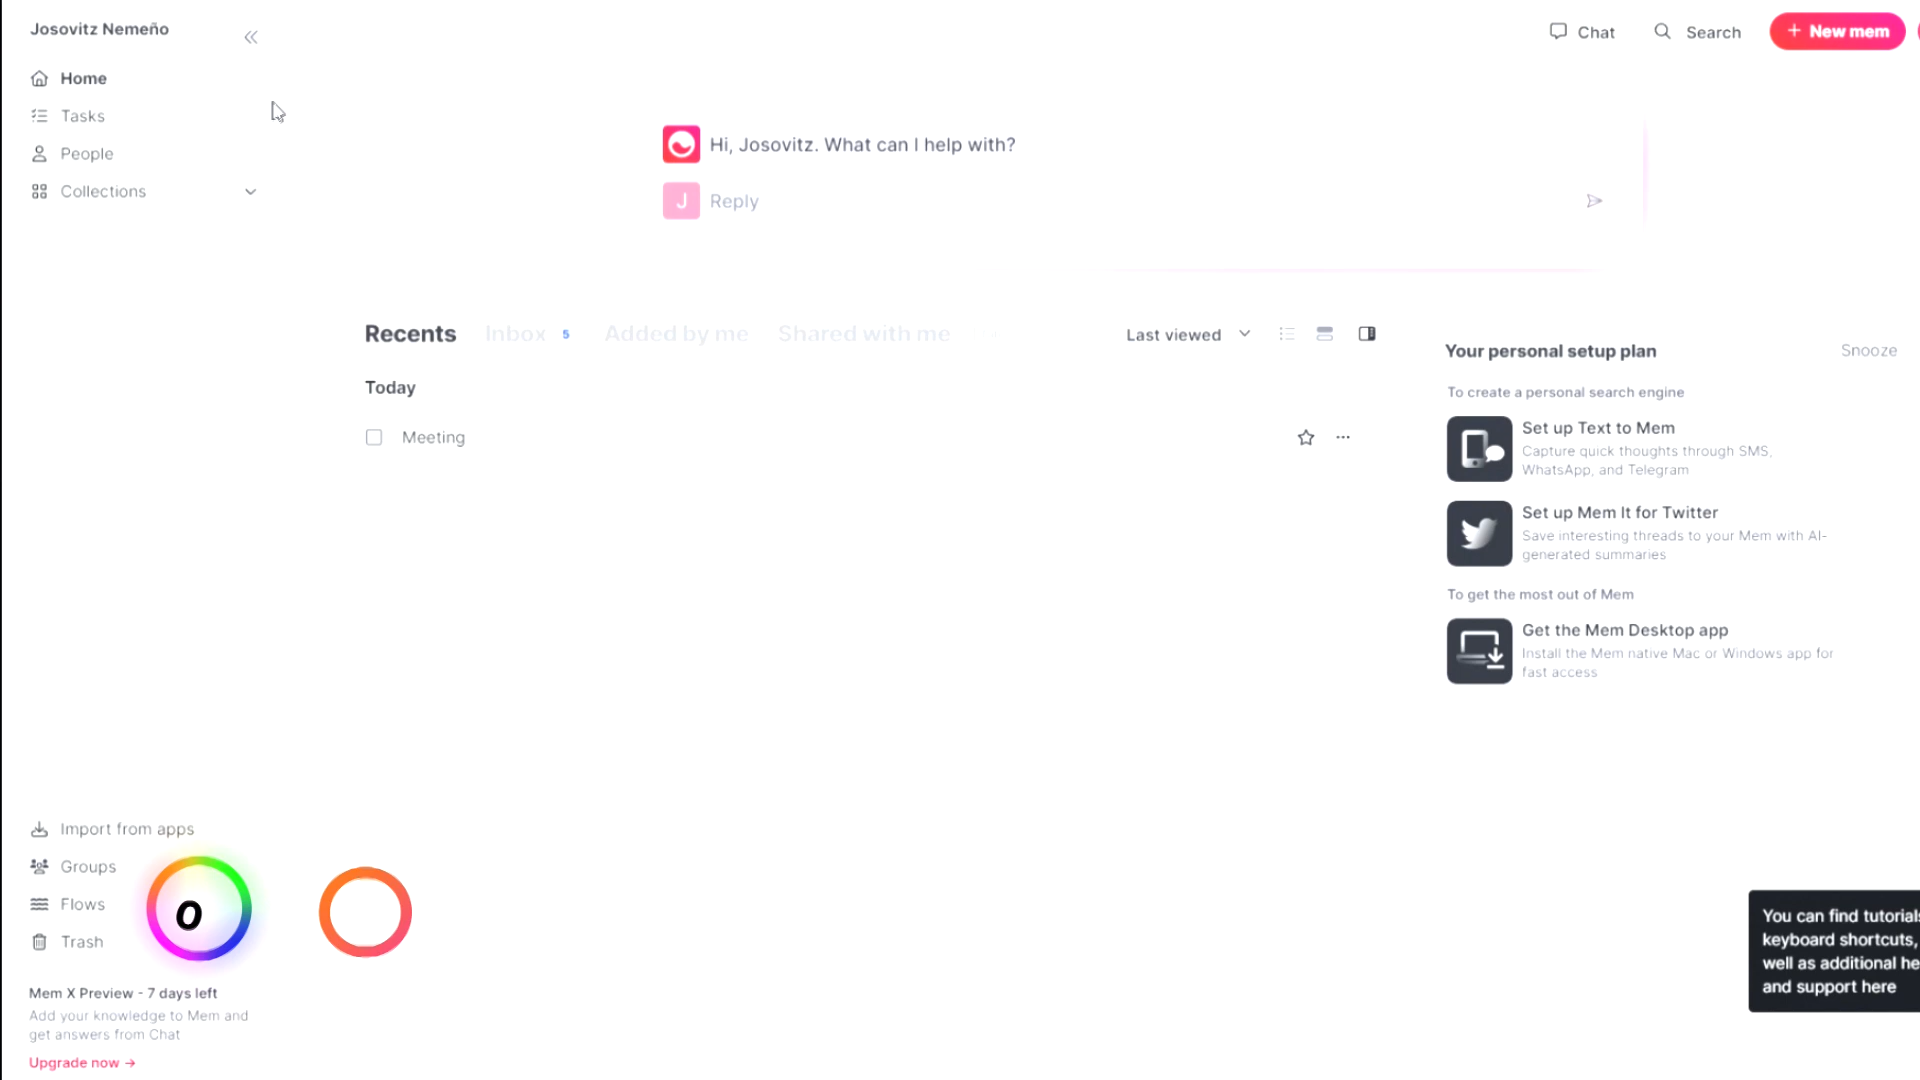 Josovitz Nemeño
Home
Tasks
People
Collections
Chat
Search
+ New mem
Hi, Josovitz. What can I help with?
J
Reply
Recents
Inbox 5
Added by me
Shared with me
Last viewed
Today
Meeting
Your personal setup plan
Snooze
To create a personal search engine
Set up Text to Mem
Capture quick thoughts through SMS,
WhatsApp, and Telegram
Set up Mem It for Twitter
Save interesting threads to your Mem with AI-
generated summaries
To get the most out of Mem
Get the Mem Desktop app
Install the Mem native Mac or Windows app for
fast access
Import from apps
Groups
Flows
Trash
o
Mem X Preview - 7 days left
Add your knowledge to Mem and
get answers from Chat
Upgrade now →
You can find tutorials
keyboard shortcuts,
well as additional he
and support here